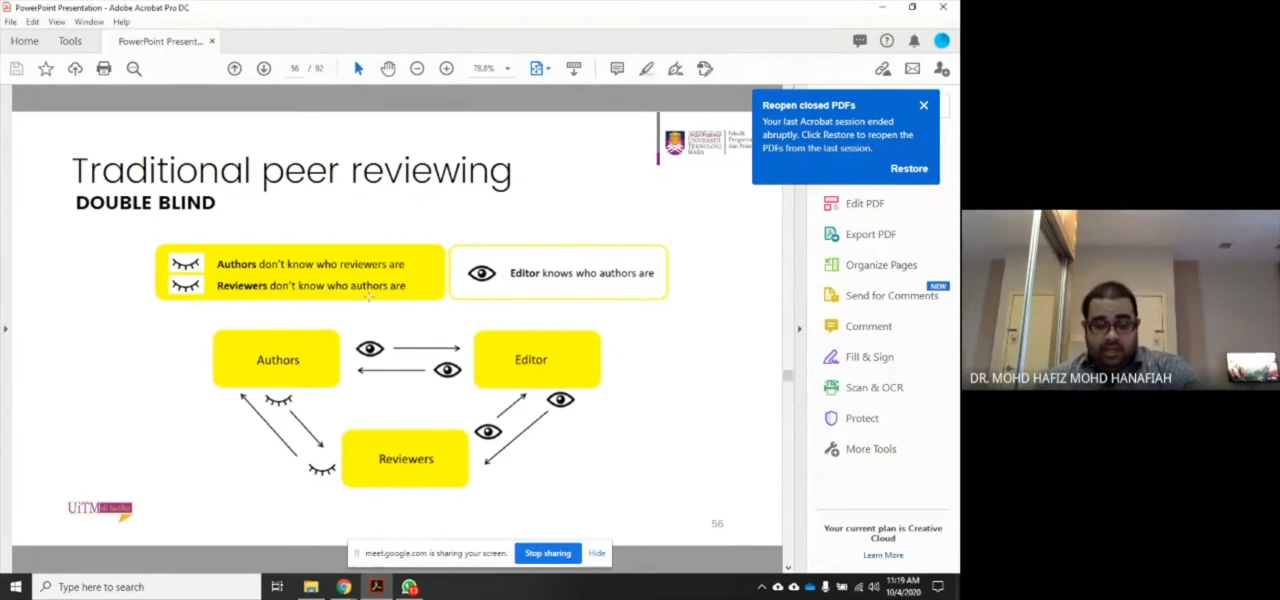 PowerPoint Presentation - Adobe Acrobat Pro DC
File Edit View Window Help
Home Tools PowerPoint Present... ×
56 / 92 78.8%
Reopen closed PDFs
Your last Acrobat session ended
abruptly. Click Restore to reopen the
PDFs from the last session.
Restore
UNIVERSITI
TEKNOLOGI
MARA
Traditional peer reviewing
DOUBLE BLIND
Authors don't know who reviewers are
Reviewers don't know who authors are
Editor knows who authors are
Authors
Editor
Reviewers
UiTM
56
Edit PDF
Export PDF
Organize Pages
NEW
Send for Comments
Comment
Fill & Sign
Scan & OCR
Protect
More Tools
Your current plan is Creative
Cloud
Learn More
DR. MOHD HAFIZ MOHD HANAFIAH
meet.google.com is sharing your screen. Stop sharing Hide
Type here to search
11:19 AM
10/4/2020